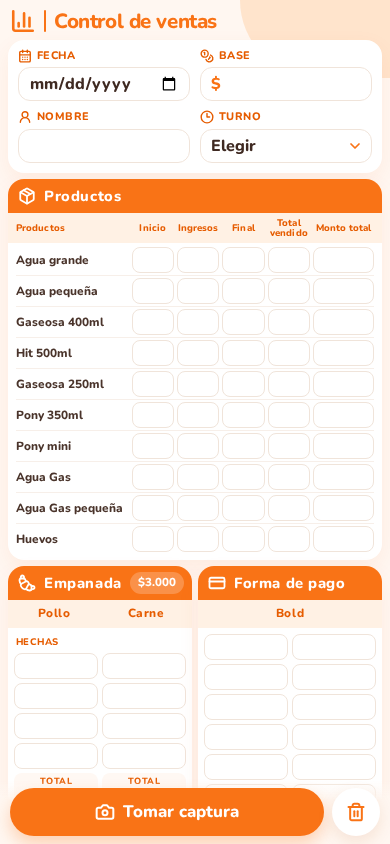 Control de ventas
FECHA
BASE
mm/dd/yyyy
$
NOMBRE
TURNO
Elegir
Productos
Productos Inicio Ingresos Final Total vendido Monto total
Agua grande
Agua pequeña
Gaseosa 400ml
Hit 500ml
Gaseosa 250ml
Pony 350ml
Pony mini
Agua Gas
Agua Gas pequeña
Huevos
Empanada $3.000
Pollo Carne
HECHAS
TOTAL TOTAL
Forma de pago
Bold
Tomar captura